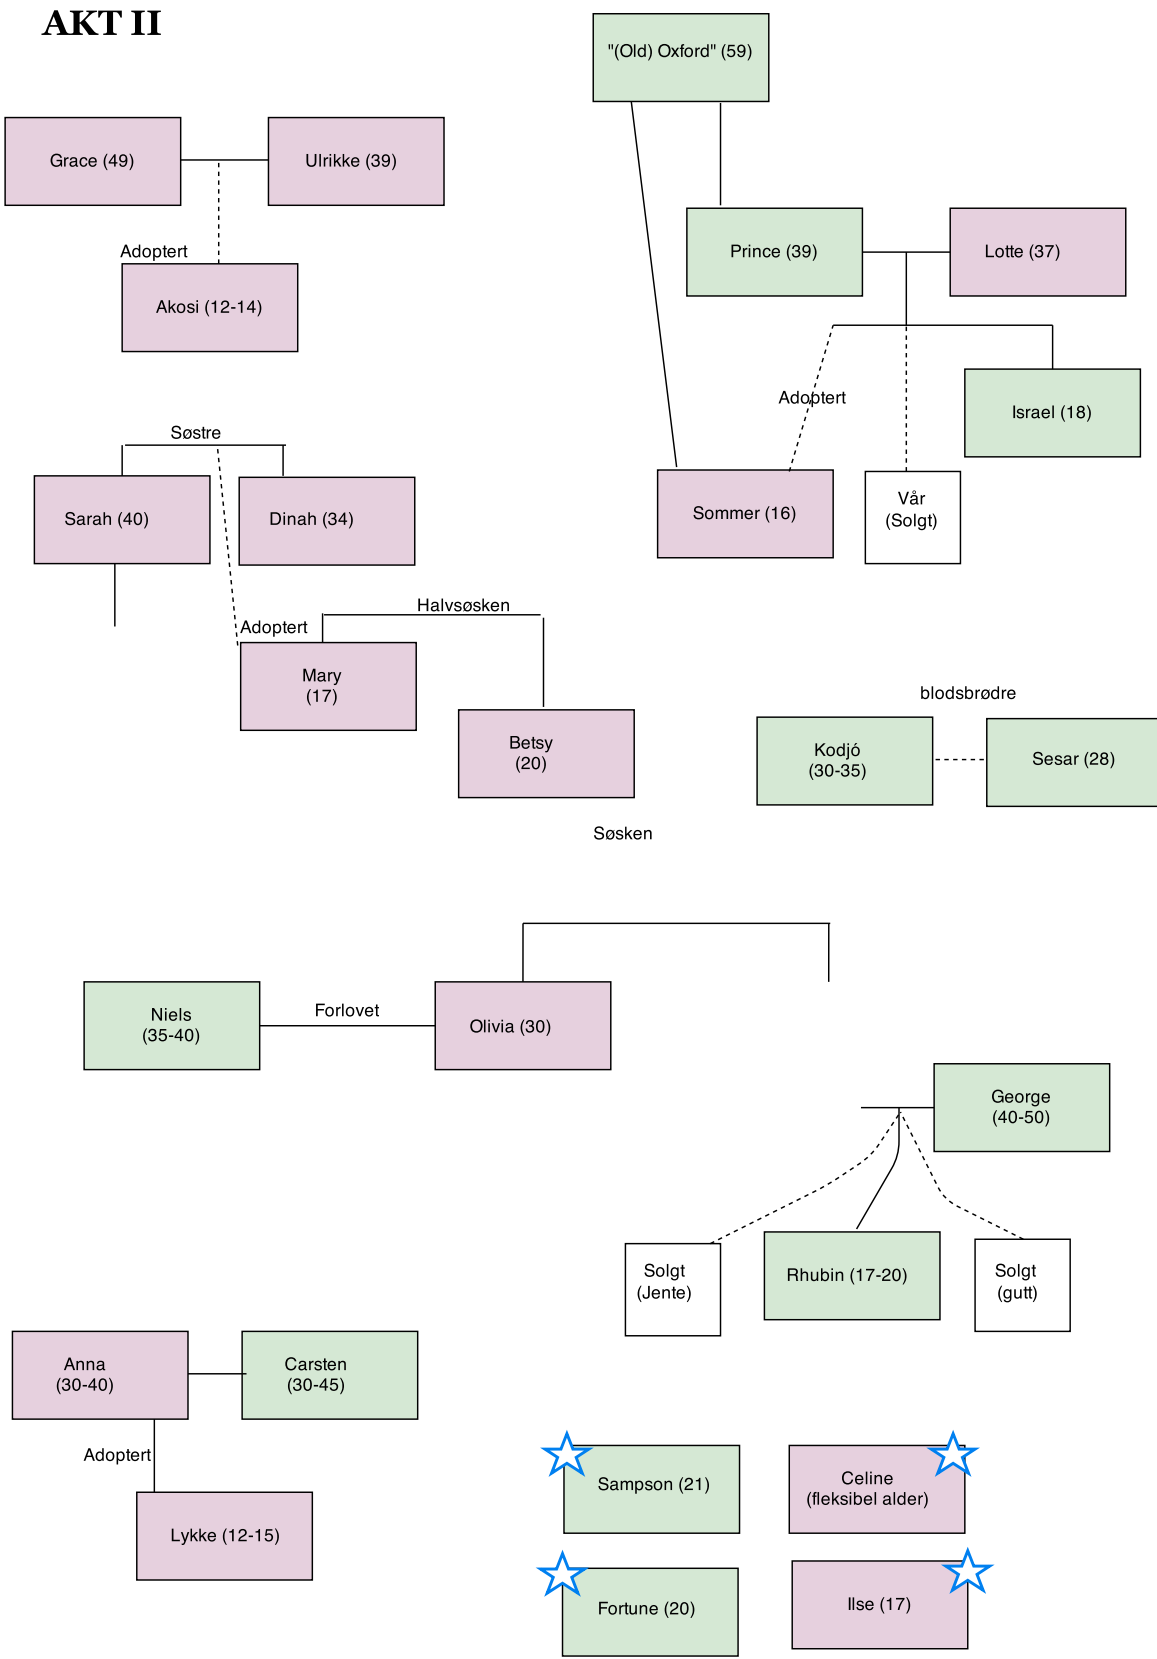 AKT II
"(Old) Oxford" (59)
Grace (49)
Ulrikke (39)
Adoptert
Akosi (12-14)
Prince (39)
Lotte (37)
Adoptert
Israel (18)
Sommer (16)
Vår
(Solgt)
Søstre
Sarah (40)
Dinah (34)
Halvsøsken
Adoptert
Mary
(17)
Betsy
(20)
blodsbrødre
Kodjó
(30-35)
Sesar (28)
Søsken
Niels
(35-40)
Forlovet
Olivia (30)
George
(40-50)
Solgt
(Jente)
Rhubin (17-20)
Solgt
(gutt)
Anna
(30-40)
Carsten
(30-45)
Adoptert
Lykke (12-15)
Sampson (21)
Celine
(fleksibel alder)
Fortune (20)
Ilse (17)